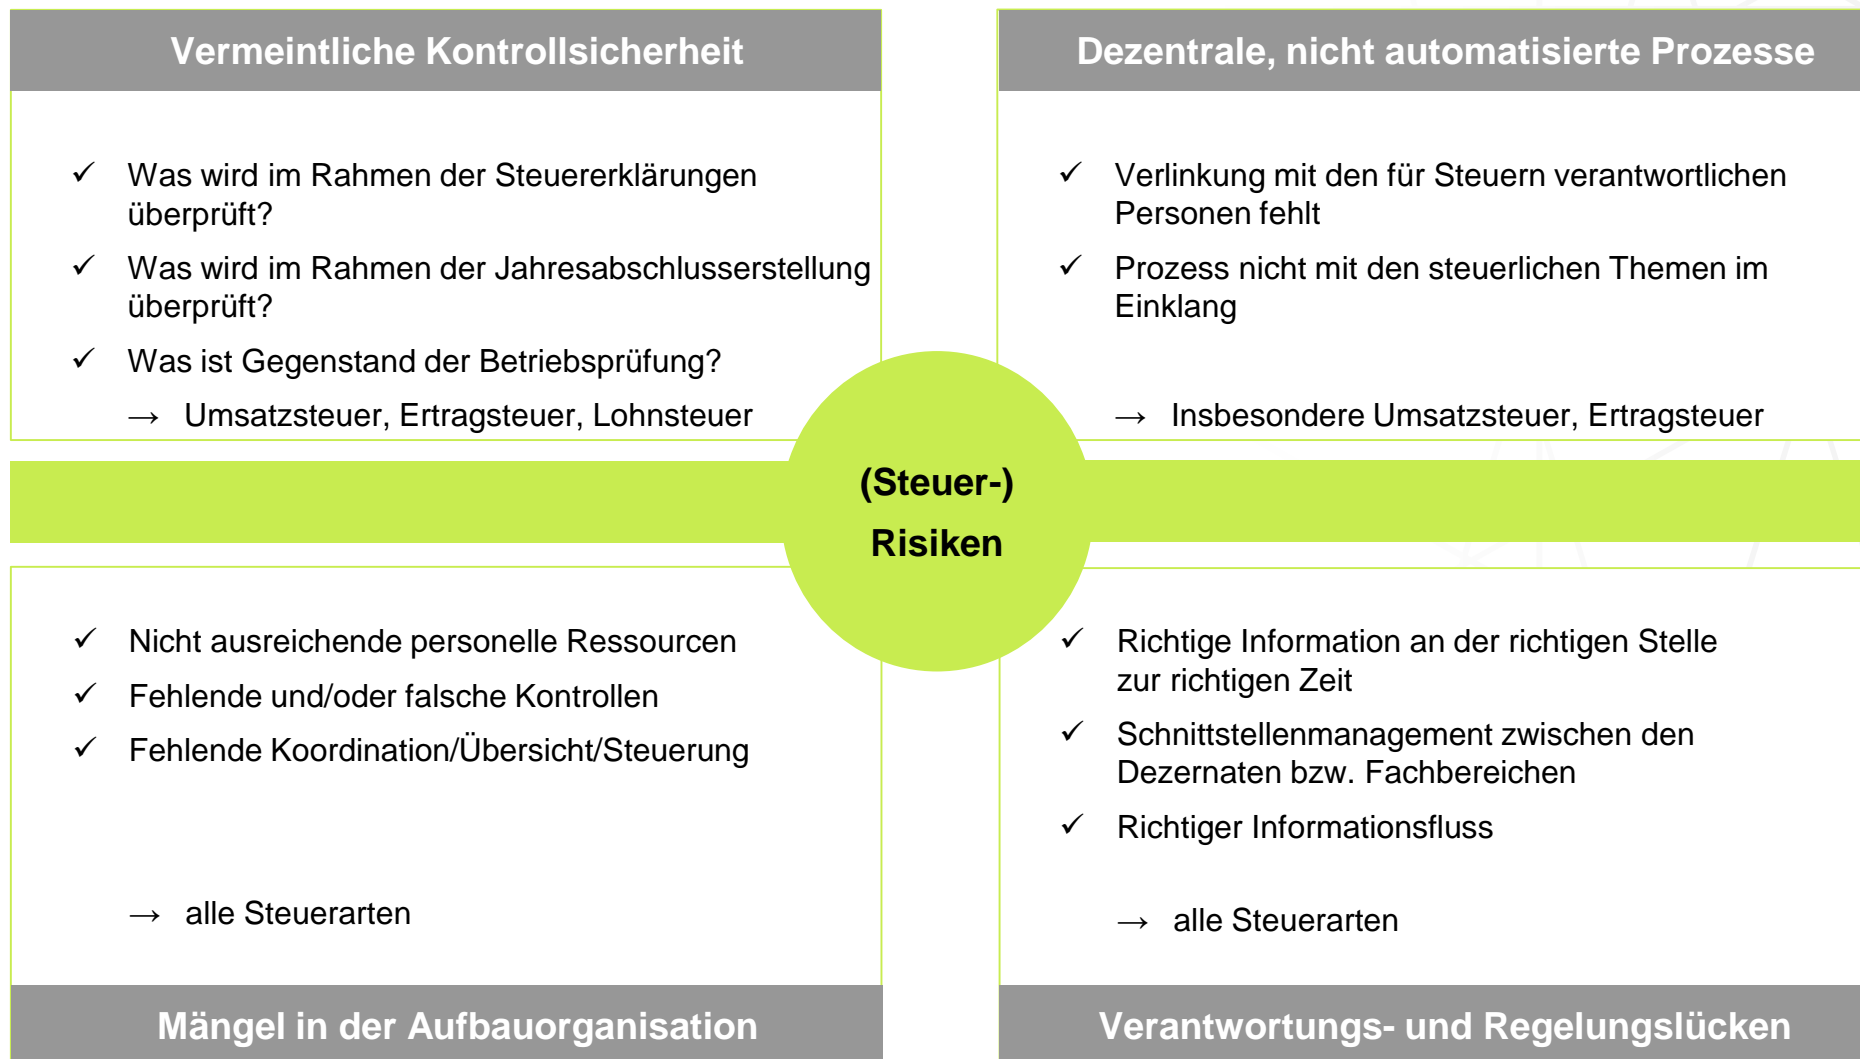 Vermeintliche Kontrollsicherheit
✓ Was wird im Rahmen der Steuererklärungen
überprüft?
✓ Was wird im Rahmen der Jahresabschlusserstellung
überprüft?
✓ Was ist Gegenstand der Betriebsprüfung?
→ Umsatzsteuer, Ertragsteuer, Lohnsteuer
Dezentrale, nicht automatisierte Prozesse
✓ Verlinkung mit den für Steuern verantwortlichen
Personen fehlt
✓ Prozess nicht mit den steuerlichen Themen im
Einklang
→ Insbesondere Umsatzsteuer, Ertragsteuer
(Steuer-)
Risiken
✓ Nicht ausreichende personelle Ressourcen
✓ Fehlende und/oder falsche Kontrollen
✓ Fehlende Koordination/Übersicht/Steuerung
→ alle Steuerarten
Mängel in der Aufbauorganisation
✓ Richtige Information an der richtigen Stelle
zur richtigen Zeit
✓ Schnittstellenmanagement zwischen den
Dezernaten bzw. Fachbereichen
✓ Richtiger Informationsfluss
→ alle Steuerarten
Verantwortungs- und Regelungslücken